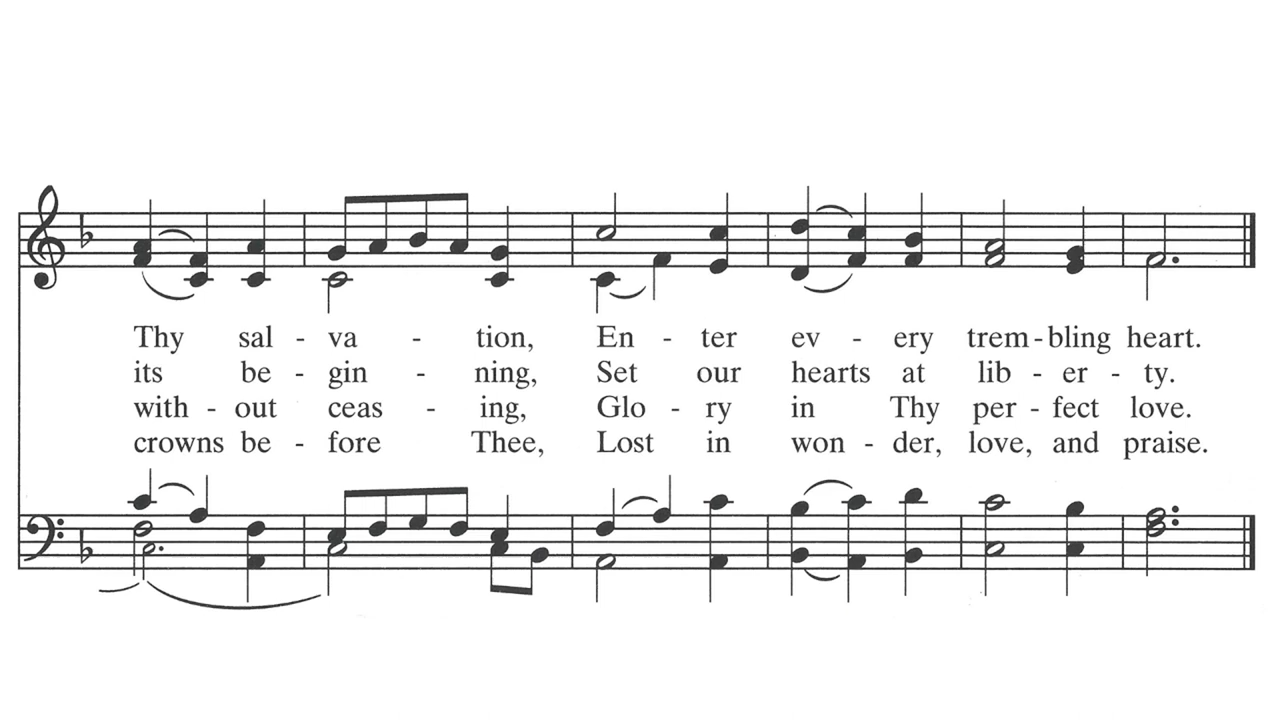 Thy sal - va - tion, En - ter ev - ery trem - bling heart.
its be - gin - ning, Set our hearts at lib - er - ty.
with - out ceas - ing, Glo - ry in Thy per - fect love.
crowns be - fore Thee, Lost in won - der, love, and praise.